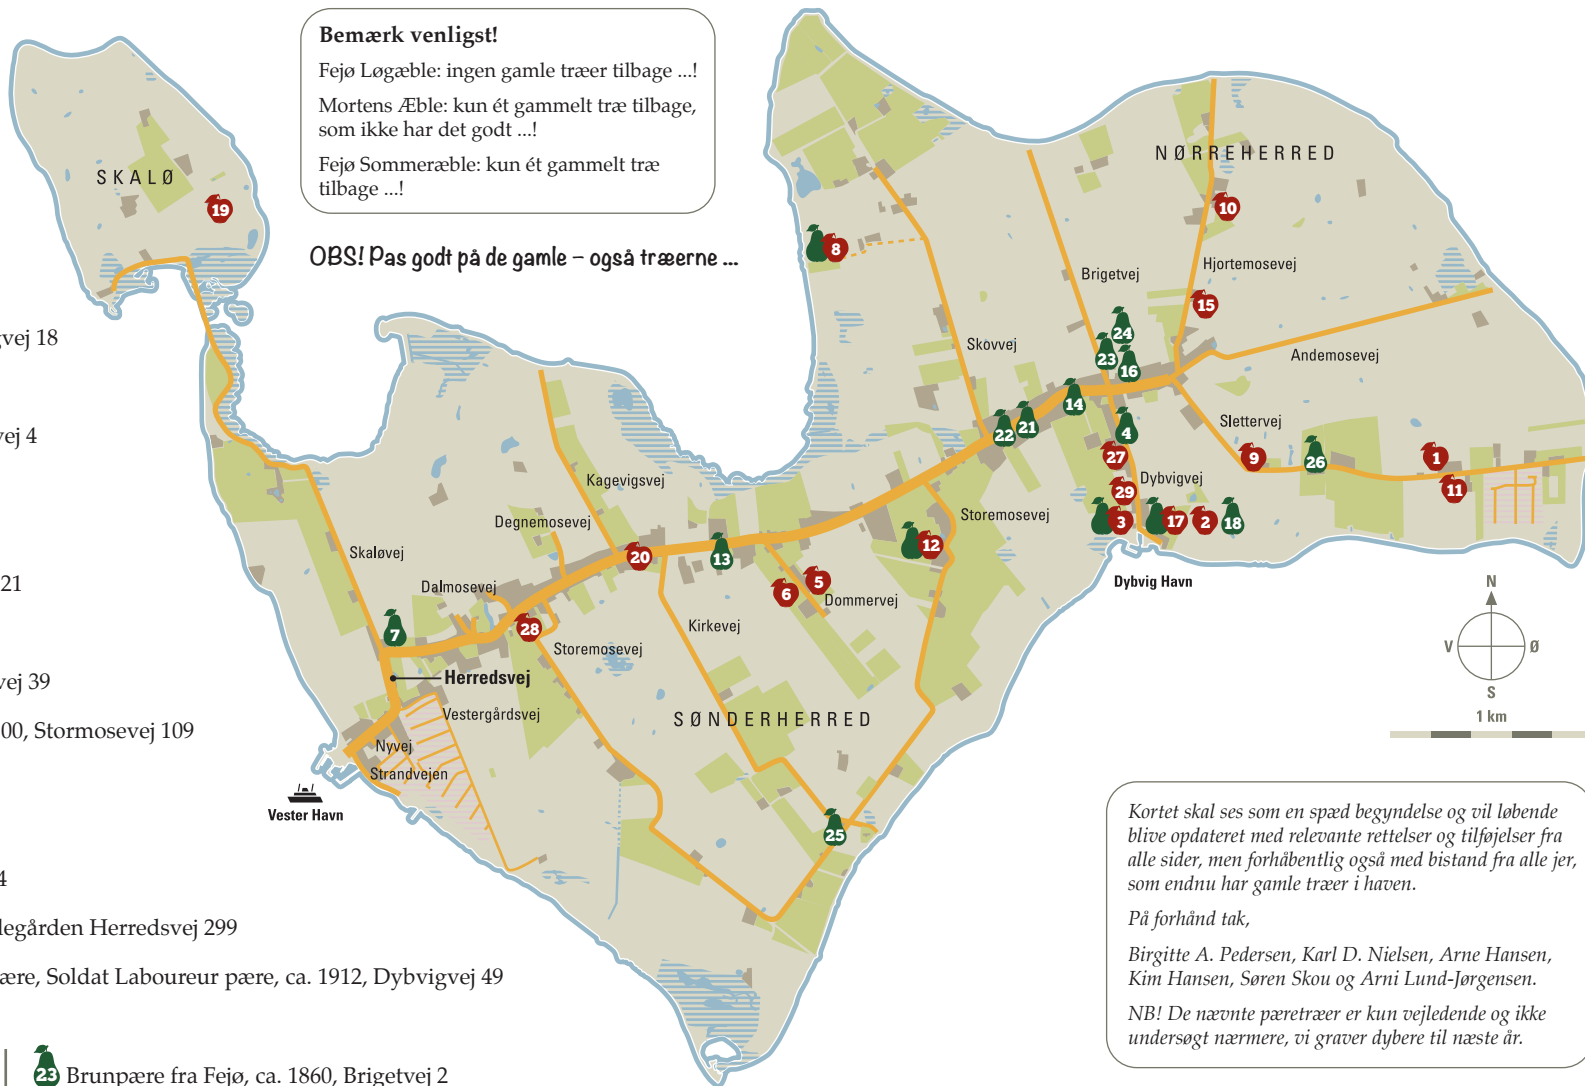 Bemærk venligst!
Fejø Løgæble: ingen gamle træer tilbage ...!
Mortens Æble: kun ét gammelt træ tilbage,
som ikke har det godt ...!
Fejø Sommeræble: kun ét gammelt træ
tilbage ...!
OBS! Pas godt på de gamle – også træerne ...
SKALØ
19
8
NØRREHERRED
10
Brigetvej
Hjortemosevej
15
24
23
16
Skovvej
Andemosevej
14
22
21
4
Slettervej
27
9
26
1
11
Dybvigvej
29
3
17
2
18
Dybvig Havn
Kagevigsvej
Degnemosevej
Storemosevej
12
20
13
Skaløvej
Dalmosevej
5
6
Dommervej
7
28
Kirkevej
Storemosevej
Herredsvej
Vestergårdsvej
SØNDERHERRED
Nyvej
Strandvejen
Vester Havn
25
N
V
Ø
S
1 km
vej 18
vej 4
21
vej 39
00, Stormosevej 109
4
legården Herredsvej 299
ære, Soldat Laboureur pære, ca. 1912, Dybvigvej 49
23 Brunpære fra Fejø, ca. 1860, Brigetvej 2
Kortet skal ses som en spæd begyndelse og vil løbende
blive opdateret med relevante rettelser og tilføjelser fra
alle sider, men forhåbentlig også med bistand fra alle jer,
som endnu har gamle træer i haven.
På forhånd tak,
Birgitte A. Pedersen, Karl D. Nielsen, Arne Hansen,
Kim Hansen, Søren Skou og Arni Lund-Jørgensen.
NB! De nævnte pæretræer er kun vejledende og ikke
undersøgt nærmere, vi graver dybere til næste år.